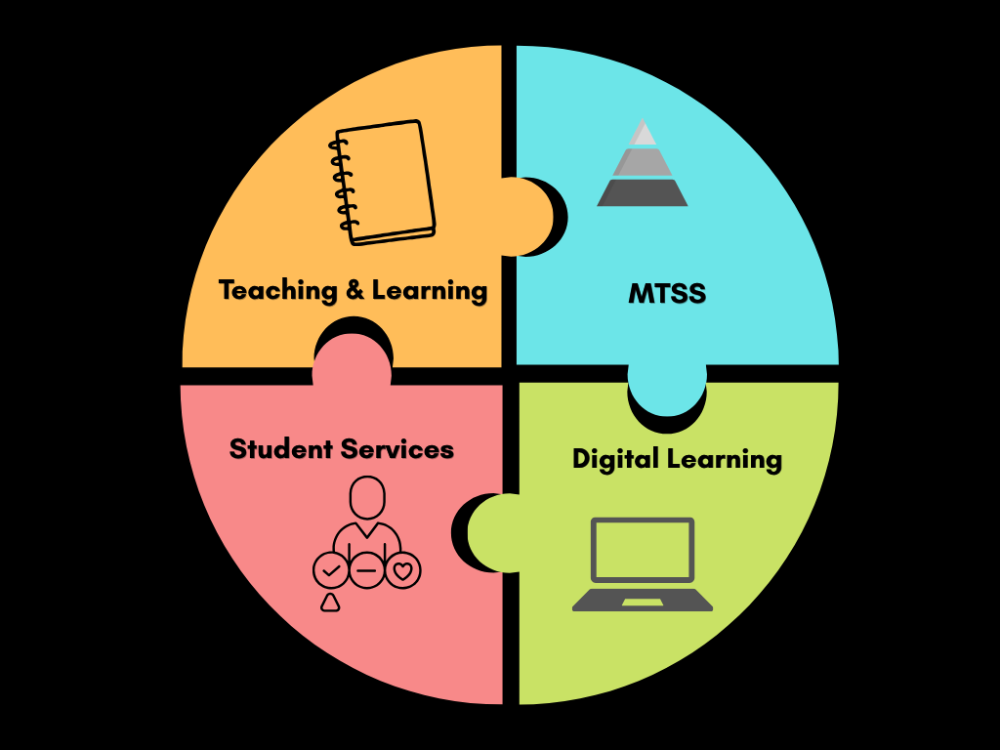 Teaching & Learning
MTSS
Student Services
Digital Learning